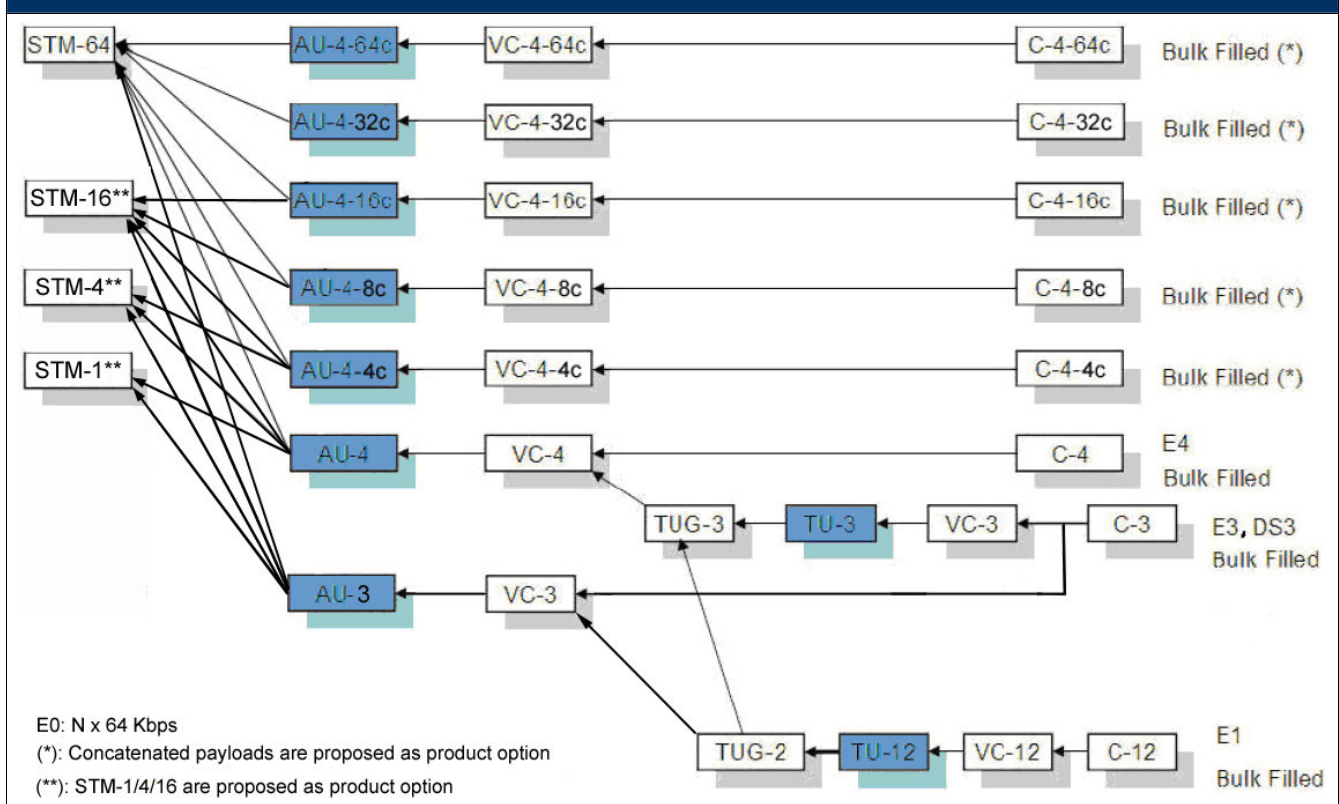 STM-64 AU-4-64c VC-4-64c C-4-64c Bulk Filled (*)
AU-4-32c VC-4-32c C-4-32c Bulk Filled (*)
STM-16** AU-4-16c VC-4-16c C-4-16c Bulk Filled (*)
STM-4** AU-4-8c VC-4-8c C-4-8c Bulk Filled (*)
STM-1** AU-4-4c VC-4-4c C-4-4c Bulk Filled (*)
AU-4 VC-4 C-4 E4
Bulk Filled
TUG-3 TU-3 VC-3 C-3 E3, DS3
Bulk Filled
AU-3 VC-3
E0: N x 64 Kbps
(*): Concatenated payloads are proposed as product option
(**): STM-1/4/16 are proposed as product option
TUG-2 TU-12 VC-12 C-12 E1
Bulk Filled